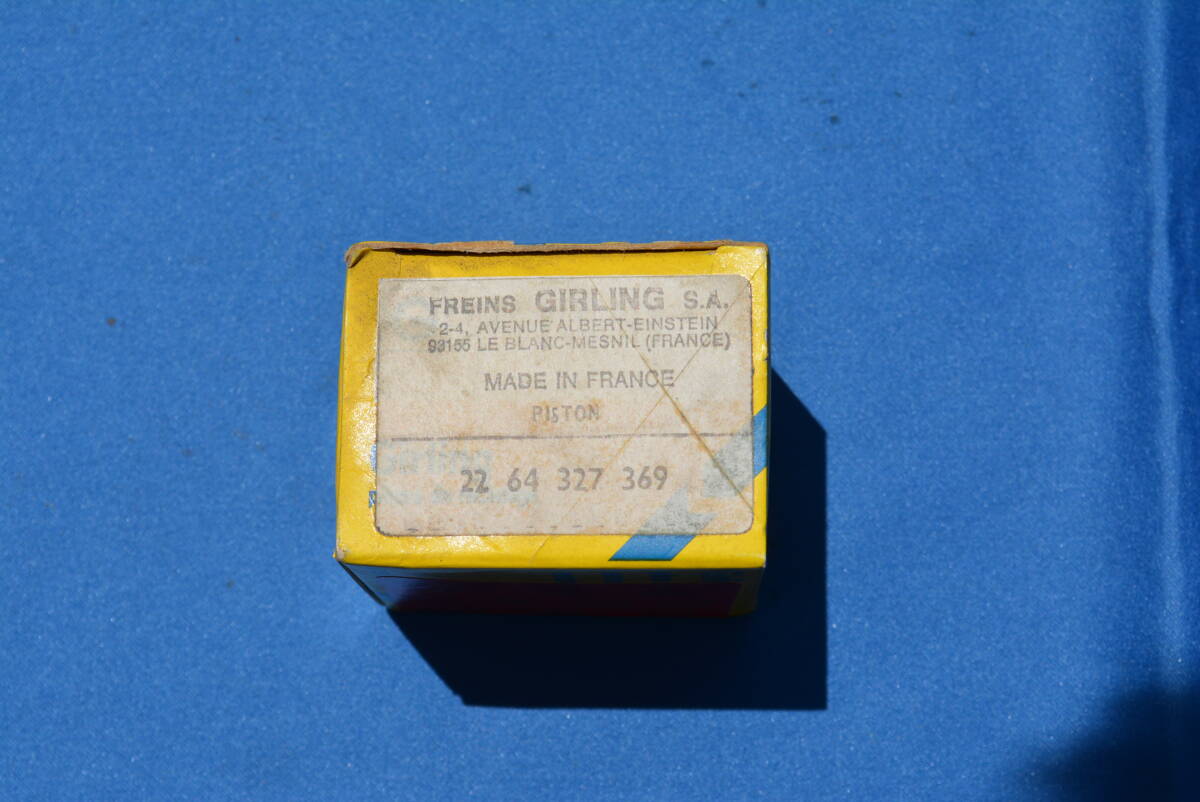 FREINS GIRLING S.A.
2-4, AVENUE ALBERT-EINSTEIN
93155 LE BLANC-MESNIL (FRANCE)
MADE IN FRANCE
PISTON
22 64 327 369